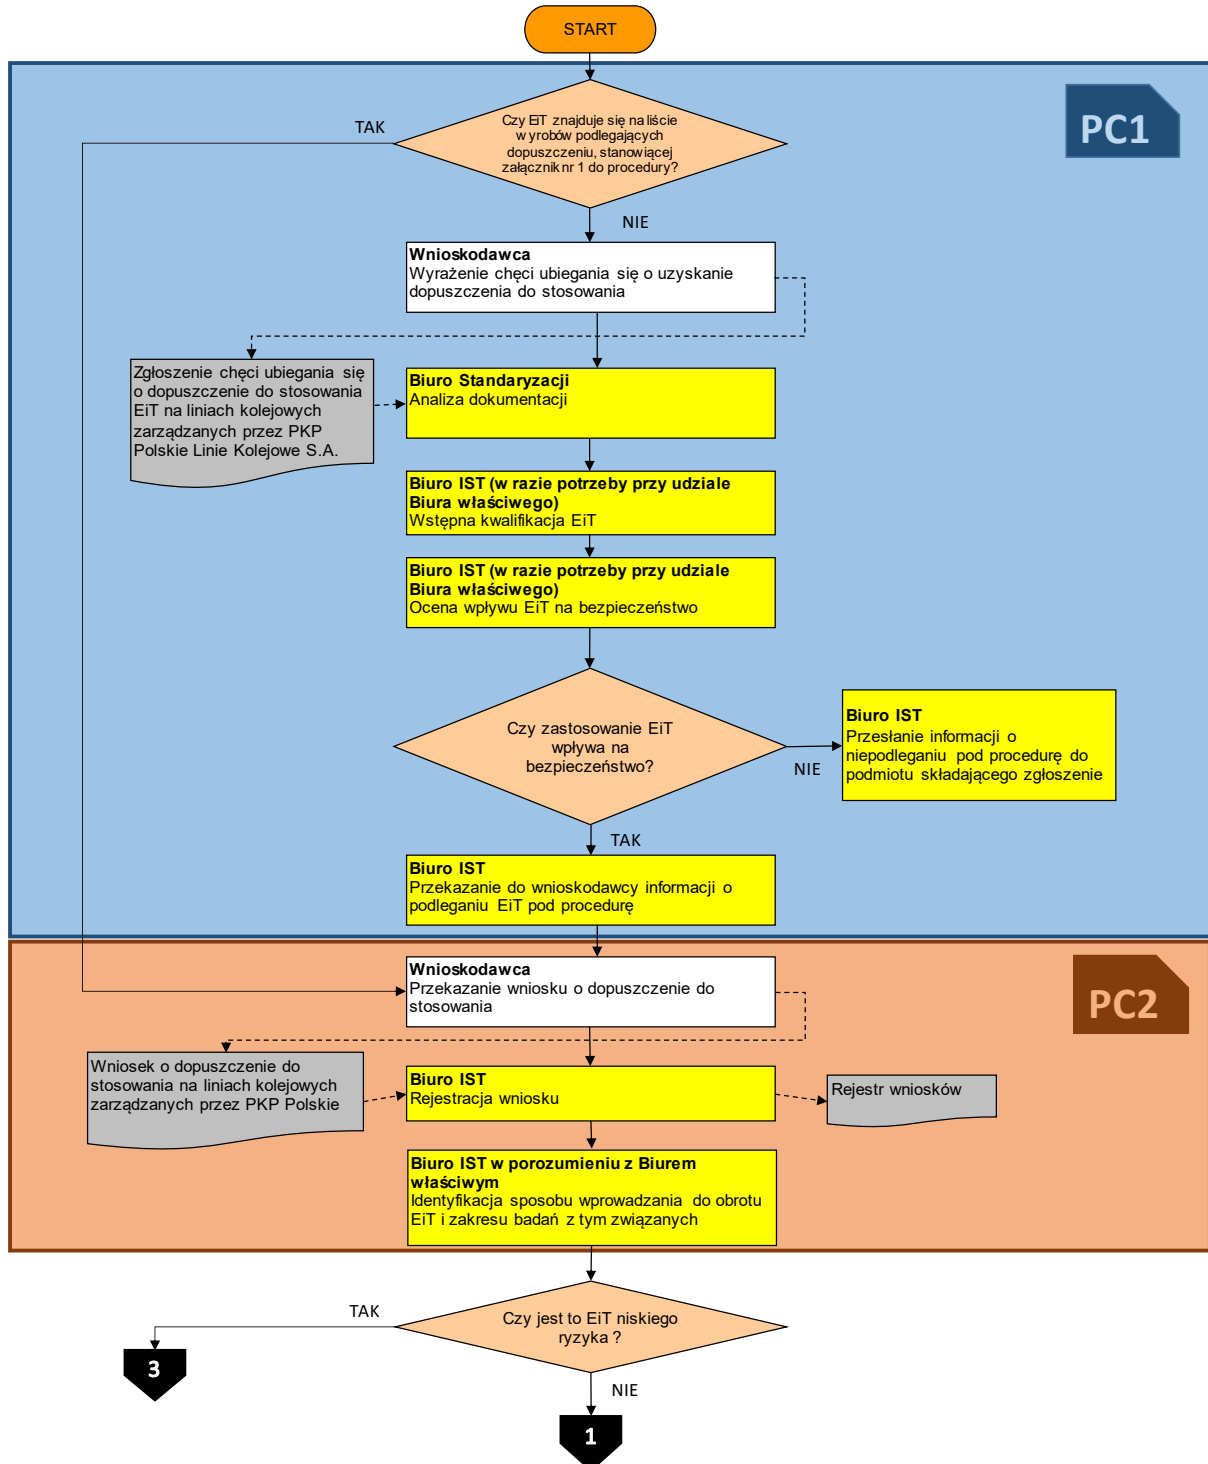 START
PC1
Czy EiT znajduje się na liście
wyrobów podlegających
dopuszczeniu, stanowiącej
załącznik nr 1 do procedury?
TAK
NIE
Wnioskodawca
Wyrażenie chęci ubiegania się o uzyskanie
dopuszczenia do stosowania
Zgłoszenie chęci ubiegania się
o dopuszczenie do stosowania
EiT na liniach kolejowych
zarządzanych przez PKP
Polskie Linie Kolejowe S.A.
Biuro Standaryzacji
Analiza dokumentacji
Biuro IST (w razie potrzeby przy udziale
Biura właściwego)
Wstępna kwalifikacja EiT
Biuro IST (w razie potrzeby przy udziale
Biura właściwego)
Ocena wpływu EiT na bezpieczeństwo
Czy zastosowanie EiT
wpływa na
bezpieczeństwo?
NIE
Biuro IST
Przesłanie informacji o
niepodleganiu pod procedurę do
podmiotu składającego zgłoszenie
TAK
Biuro IST
Przekazanie do wnioskodawcy informacji o
podleganiu EiT pod procedurę
PC2
Wnioskodawca
Przekazanie wniosku o dopuszczenie do
stosowania
Wniosek o dopuszczenie do
stosowania na liniach kolejowych
zarządzanych przez PKP Polskie
Biuro IST
Rejestracja wniosku
Rejestr wniosków
Biuro IST w porozumieniu z Biurem
właściwym
Identyfikacja sposobu wprowadzania do obrotu
EiT i zakresu badań z tym związanych
Czy jest to EiT niskiego
ryzyka ?
TAK
3
NIE
1